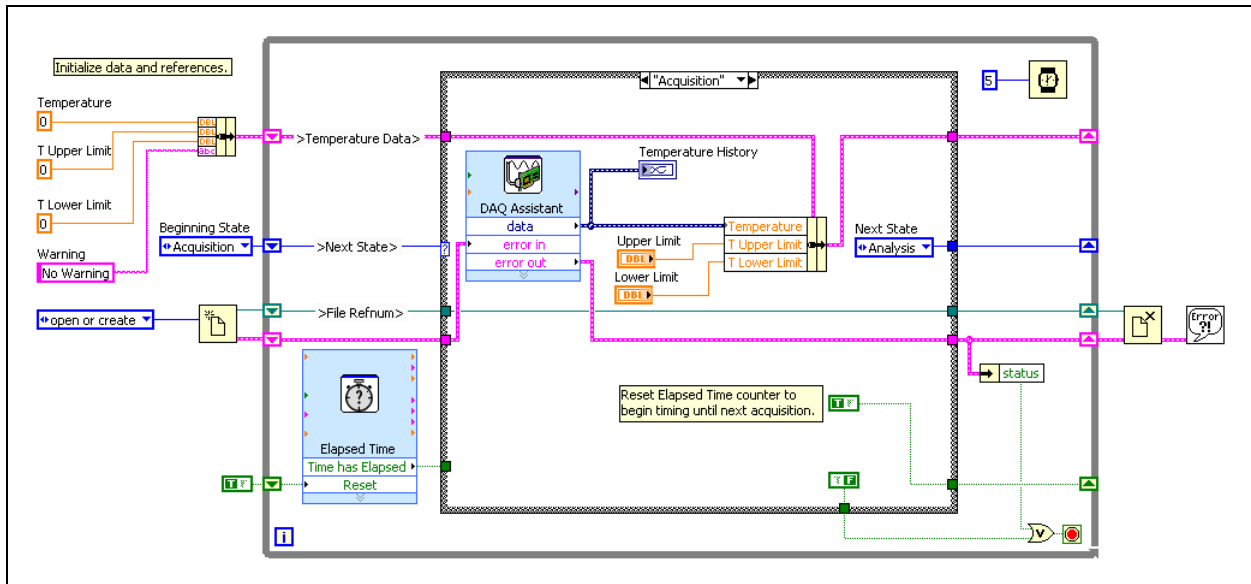 Initialize data and references.
Temperature
0
T Upper Limit
0
T Lower Limit
0
Warning
No Warning
DBL
DBL
DBL
abc
Beginning State
Acquisition
open or create
>Temperature Data>
>Next State>
>File Refnum>
"Acquisition"
5
DAQ Assistant
data
error in
error out
Temperature History
Upper Limit
DBL
Lower Limit
DBL
Temperature
T Upper Limit
T Lower Limit
Next State
Analysis
?
Error
?!
status
Reset Elapsed Time counter to
begin timing until next acquisition.
T
?
Elapsed Time
Time has Elapsed
Reset
T
F
i
V